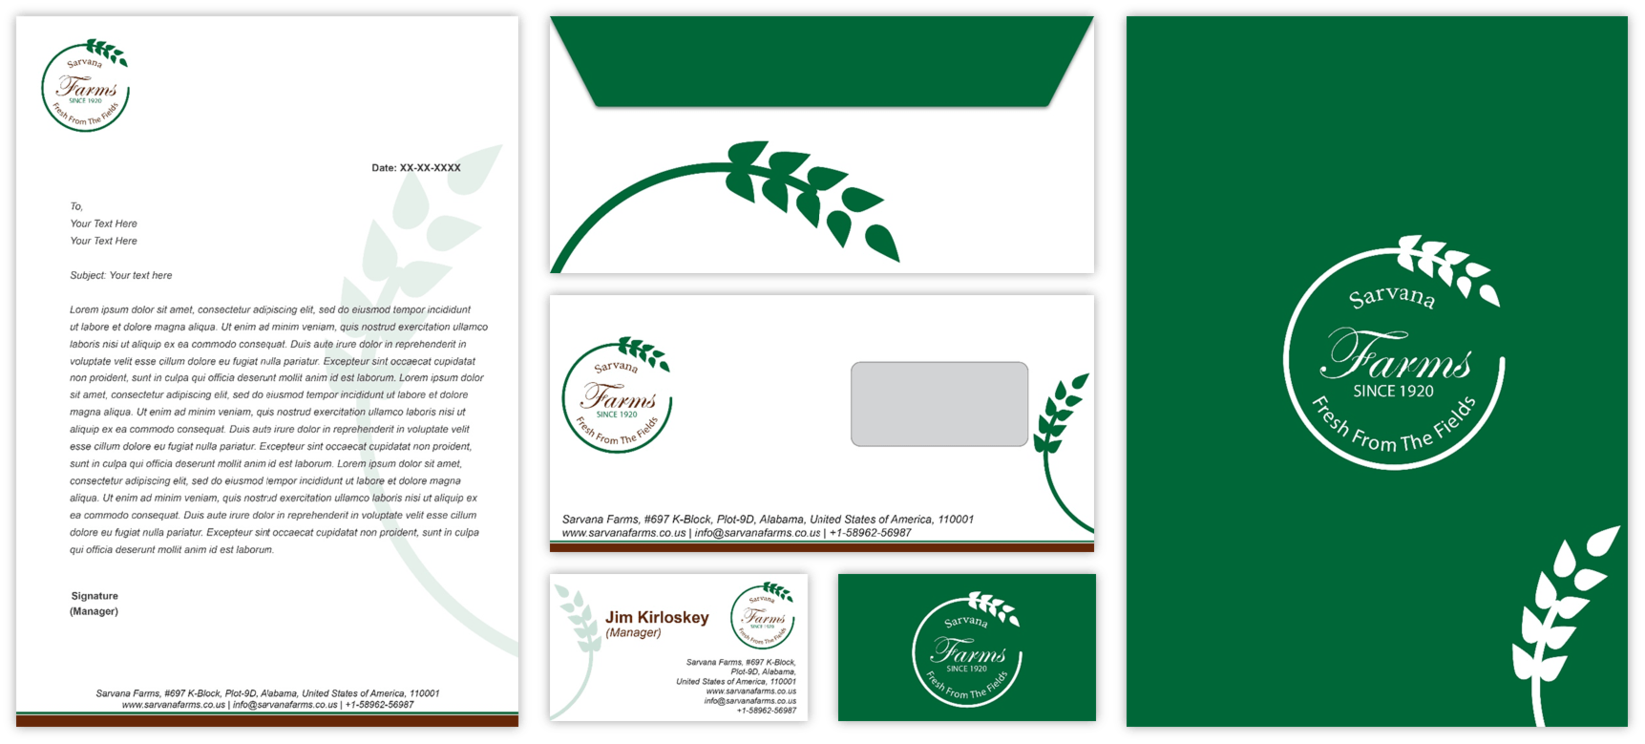 Sarvana
Farms
SINCE 1920
Fresh From The Fields
Date: XX-XX-XXXX
To,
Your Text Here
Your Text Here
Subject: Your text here
Lorem ipsum dolor sit amet, consectetur adipiscing elit, sed do eiusmod tempor incididunt
ut labore et dolore magna aliqua. Ut enim ad minim veniam, quis nostrud exercitation ullamco
laboris nisi ut aliquip ex ea commodo consequat. Duis aute irure dolor in reprehenderit in
voluptate velit esse cillum dolore eu fugiat nulla pariatur. Excepteur sint occaecat cupidatat
non proident, sunt in culpa qui officia deserunt mollit anim id est laborum. Lorem ipsum dolor
sit amet, consectetur adipiscing elit, sed do eiusmod tempor incididunt ut labore et dolore
magna aliqua. Ut enim ad minim veniam, quis nostrud exercitation ullamco laboris nisi ut
aliquip ex ea commodo consequat. Duis aute irure dolor in reprehenderit in voluptate velit
esse cillum dolore eu fugiat nulla pariatur. Excepteur sint occaecat cupidatat non proident,
sunt in culpa qui officia deserunt mollit anim id est laborum. Lorem ipsum dolor sit amet,
consectetur adipiscing elit, sed do eiusmod tempor incididunt ut labore et dolore magna
aliqua. Ut enim ad minim veniam, quis nostrud exercitation ullamco laboris nisi ut aliquip ex
ea commodo consequat. Duis aute irure dolor in reprehenderit in voluptate velit esse cillum
dolore eu fugiat nulla pariatur. Excepteur sint occaecat cupidatat non proident, sunt in culpa
qui officia deserunt mollit anim id est laborum.
Signature
(Manager)
Sarvana Farms, #697 K-Block, Plot-9D, Alabama, United States of America, 110001
www.sarvanafarms.co.us | info@sarvanafarms.co.us | +1-58962-56987
Sarvana
Farms
SINCE 1920
Fresh From The Fields
Sarvana Farms, #697 K-Block, Plot-9D, Alabama, United States of America, 110001
www.sarvanafarms.co.us | info@sarvanafarms.co.us | +1-58962-56987
Jim Kirloskey
(Manager)
Sarvana
Farms
SINCE 1920
Fresh From The Fields
Sarvana Farms, #697 K-Block,
Plot-9D, Alabama,
United States of America, 110001
www.sarvanafarms.co.us
info@sarvanafarms.co.us
+1-58962-56987
Sarvana
Farms
SINCE 1920
Fresh From The Fields
Sarvana
Farms
SINCE 1920
Fresh From The Fields